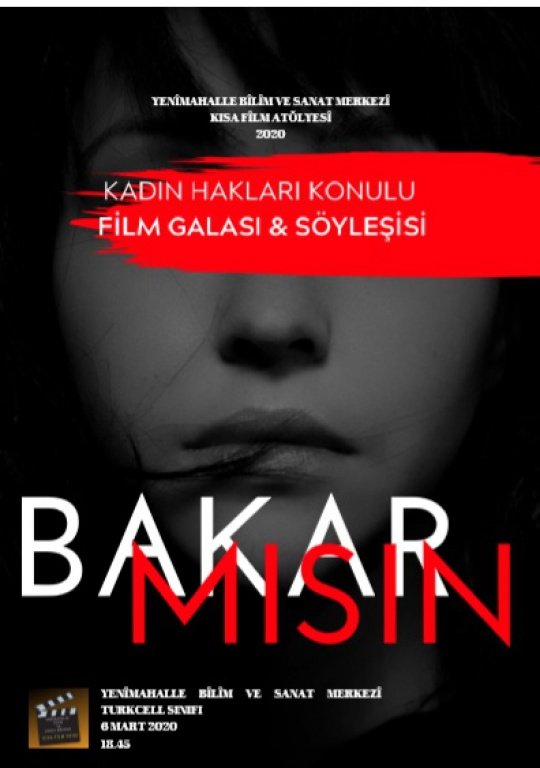 YENİMAHALLE BİLİM VE SANAT MERKEZİ
KISA FİLM ATÖLYESİ
2020
KADIN HAKLARI KONULU
FİLM GALASI & SÖYLEŞİSİ
BAKAR
MISIN
YENİMAHALLE BİLİM VE SANAT MERKEZİ
TURKCELL SINIFI
6 MART 2020
18.45